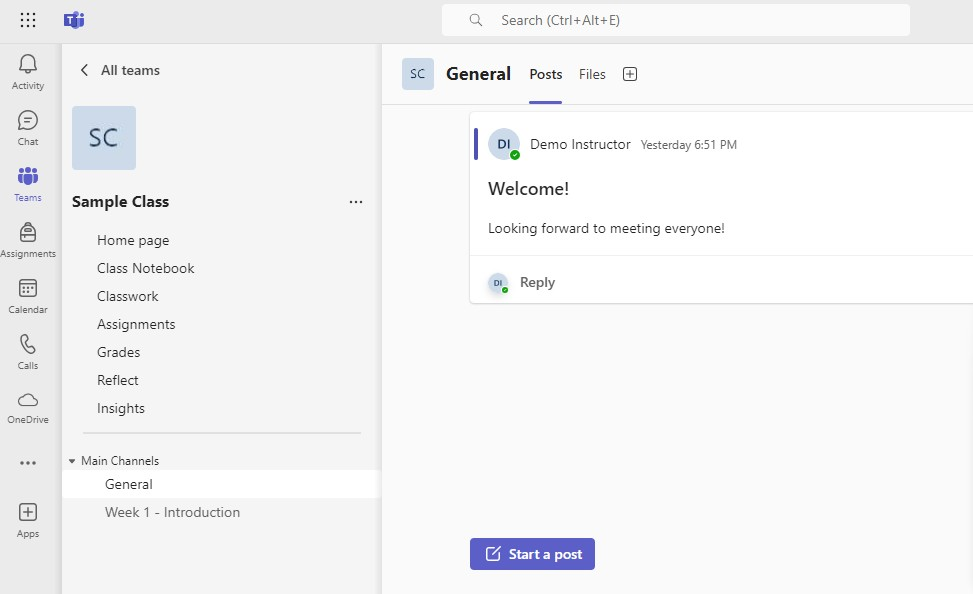 Search (Ctrl+Alt+E)
Activity
Chat
Teams
Assignments
Calendar
Calls
OneDrive
Apps
All teams
SC
Sample Class
Home page
Class Notebook
Classwork
Assignments
Grades
Reflect
Insights
Main Channels
General
Week 1 - Introduction
SC General Posts Files
DI Demo Instructor Yesterday 6:51 PM
Welcome!
Looking forward to meeting everyone!
DI Reply
Start a post